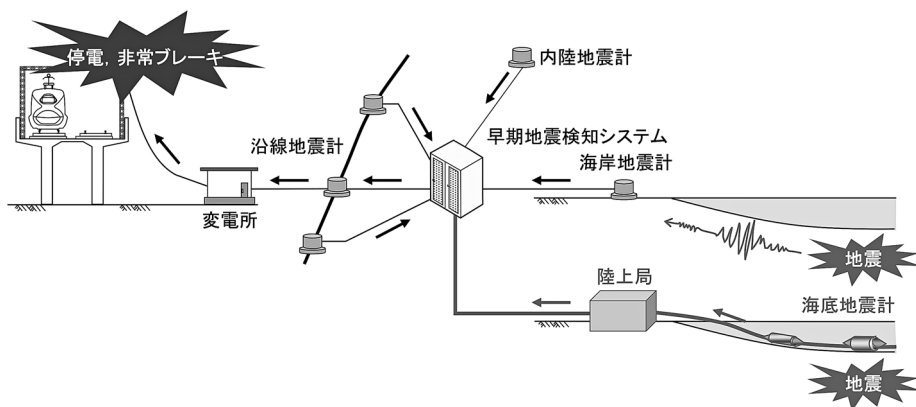 停電，非常ブレーキ
内陸地震計
沿線地震計
早期地震検知システム
海岸地震計
変電所
地震
陸上局
海底地震計
地震